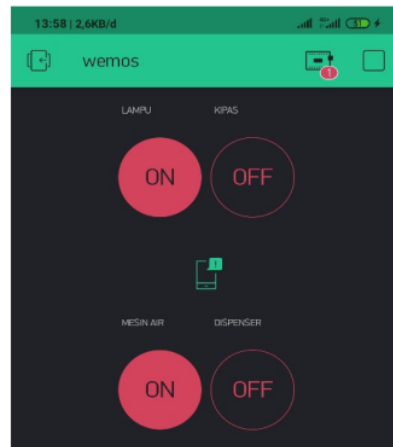 13:58 | 2,6KB/d
wemos
1
LAMPU KIPAS
ON OFF
!
MESIN AIR DISPENSER
ON OFF